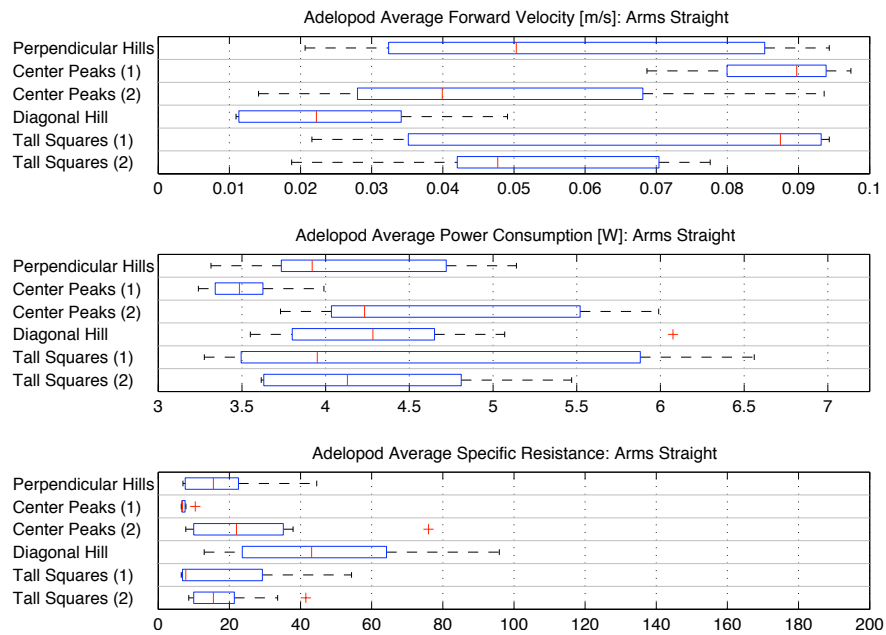 Adelopod Average Forward Velocity [m/s]: Arms Straight
Perpendicular Hills
Center Peaks (1)
Center Peaks (2)
Diagonal Hill
Tall Squares (1)
Tall Squares (2)
0 0.01 0.02 0.03 0.04 0.05 0.06 0.07 0.08 0.09 0.1
Adelopod Average Power Consumption [W]: Arms Straight
Perpendicular Hills
Center Peaks (1)
Center Peaks (2)
Diagonal Hill
Tall Squares (1)
Tall Squares (2)
3 3.5 4 4.5 5 5.5 6 6.5 7
Adelopod Average Specific Resistance: Arms Straight
Perpendicular Hills
Center Peaks (1)
Center Peaks (2)
Diagonal Hill
Tall Squares (1)
Tall Squares (2)
0 20 40 60 80 100 120 140 160 180 200